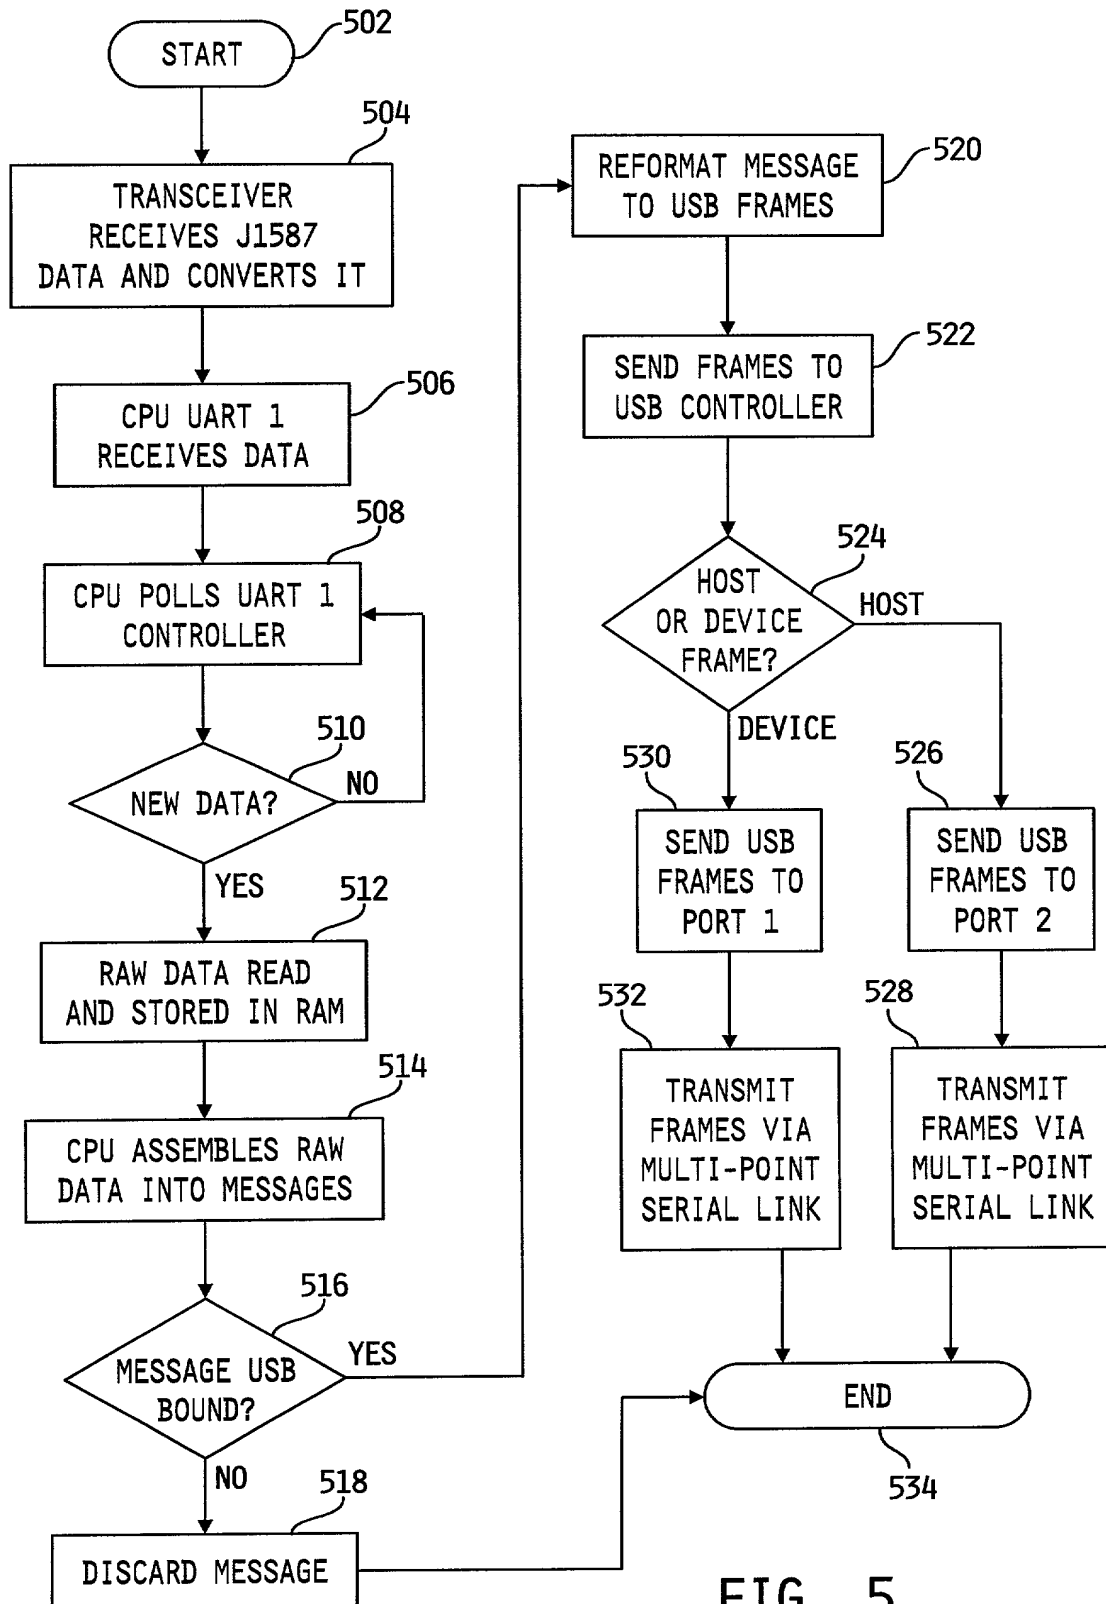 START
502
504
TRANSCEIVER
RECEIVES J1587
DATA AND CONVERTS IT
506
CPU UART 1
RECEIVES DATA
508
CPU POLLS UART 1
CONTROLLER
510
NEW DATA?
NO
YES
512
RAW DATA READ
AND STORED IN RAM
514
CPU ASSEMBLES RAW
DATA INTO MESSAGES
516
MESSAGE USB
BOUND?
YES
NO
518
DISCARD MESSAGE
520
REFORMAT MESSAGE
TO USB FRAMES
522
SEND FRAMES TO
USB CONTROLLER
524
HOST
OR DEVICE
FRAME?
HOST
DEVICE
530
SEND USB
FRAMES TO
PORT 1
526
SEND USB
FRAMES TO
PORT 2
532
TRANSMIT
FRAMES VIA
MULTI-POINT
SERIAL LINK
528
TRANSMIT
FRAMES VIA
MULTI-POINT
SERIAL LINK
END
534
FIG. 5